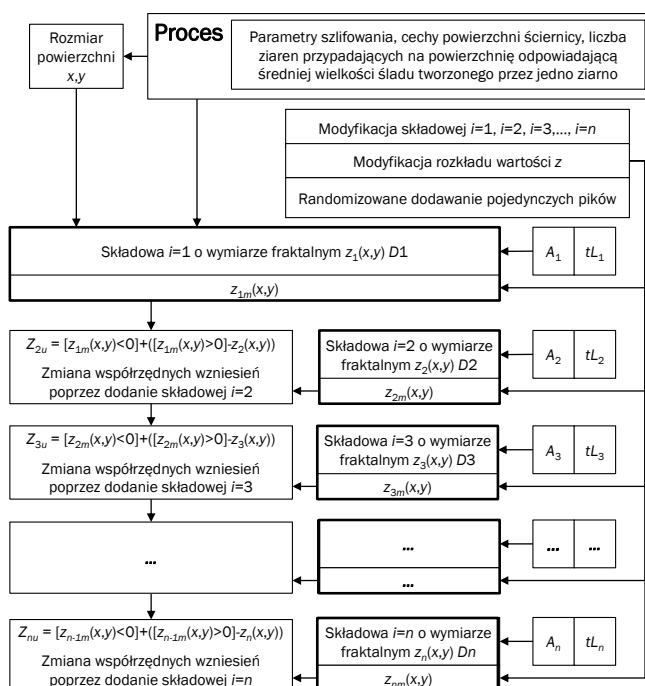 Rozmiar
powierzchni
x,y
Proces
Parametry szlifowania, cechy powierzchni ściernicy, liczba
ziaren przypadających na powierzchnię odpowiadającą
średniej wielkości śladu tworzonego przez jedno ziarno
Modyfikacja składowej i=1, i=2, i=3,..., i=n
Modyfikacja rozkładu wartości z
Randomizowane dodawanie pojedynczych pików
Składowa i=1 o wymiarze fraktalnym z₁(x,y) D1
A₁ tL₁
z₁ₘ(x,y)
Z₂ᵤ = [z₁ₘ(x,y)<0]+([z₁ₘ(x,y)>0]-z₂(x,y))
Zmiana współrzędnych wzniesień
poprzez dodanie składowej i=2
Składowa i=2 o wymiarze
fraktalnym z₂(x,y) D2
z₂ₘ(x,y)
A₂ tL₂
Z₃ᵤ = [z₂ₘ(x,y)<0]+([z₂ₘ(x,y)>0]-z₃(x,y))
Zmiana współrzędnych wzniesień
poprzez dodanie składowej i=3
Składowa i=3 o wymiarze
fraktalnym z₃(x,y) D3
z₃ₘ(x,y)
A₃ tL₃
...
...
...
... ...
Zₙᵤ = [zₙ₋₁ₘ(x,y)<0]+([zₙ₋₁ₘ(x,y)>0]-zₙ(x,y))
Zmiana współrzędnych wzniesień
poprzez dodanie składowej i=n
Składowa i=n o wymiarze
fraktalnym zₙ(x,y) Dn
zₙₘ(x,y)
Aₙ tLₙ